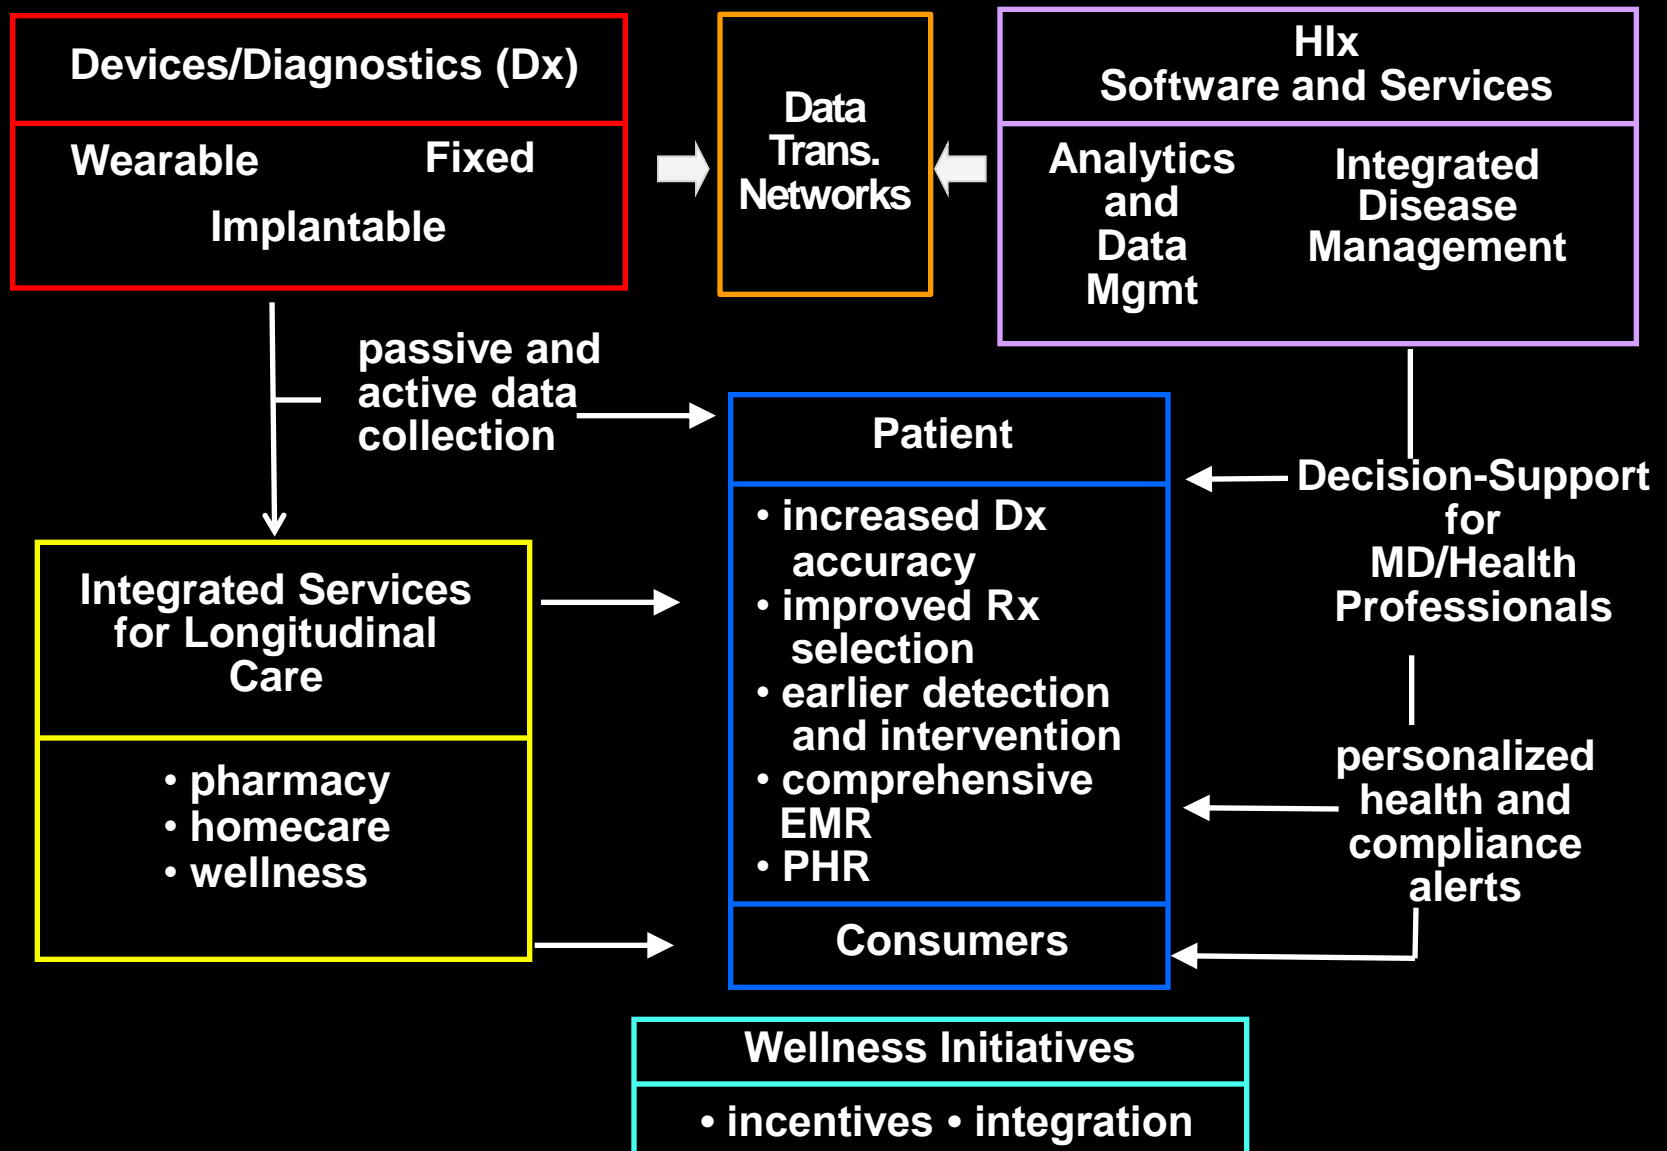 Devices/Diagnostics (Dx)
Wearable
Fixed
Implantable
Data
Trans.
Networks
HIx
Software and Services
Analytics
and
Data
Mgmt
Integrated
Disease
Management
passive and
active data
collection
Patient
• increased Dx
accuracy
• improved Rx
selection
• earlier detection
and intervention
• comprehensive
EMR
• PHR
Consumers
Decision-Support
for
MD/Health
Professionals
personalized
health and
compliance
alerts
Integrated Services
for Longitudinal
Care
• pharmacy
• homecare
• wellness
Wellness Initiatives
• incentives • integration